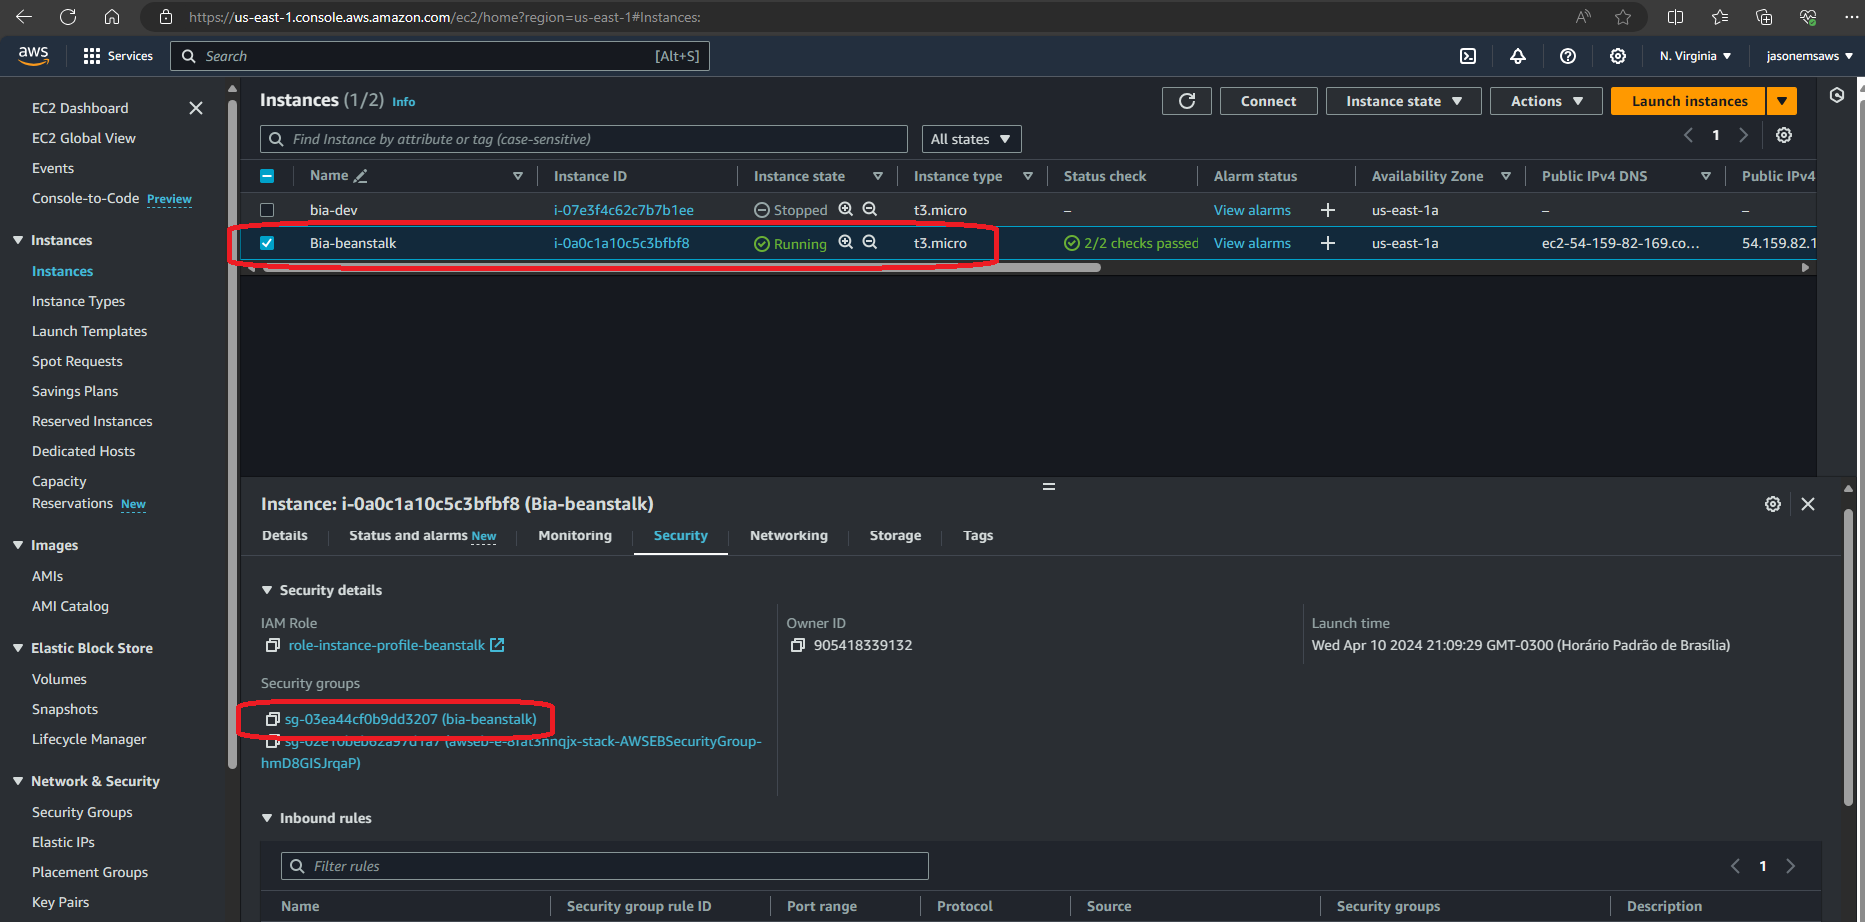 https://us-east-1.console.aws.amazon.com/ec2/home?region=us-east-1#Instances:
aws Services Search [Alt+S] N. Virginia jasonemsaws
EC2 Dashboard
EC2 Global View
Events
Console-to-Code Preview
Instances
Instances
Instance Types
Launch Templates
Spot Requests
Savings Plans
Reserved Instances
Dedicated Hosts
Capacity
Reservations New
Images
AMIs
AMI Catalog
Elastic Block Store
Volumes
Snapshots
Lifecycle Manager
Network & Security
Security Groups
Elastic IPs
Placement Groups
Key Pairs
Instances (1/2) Info Connect Instance state Actions Launch instances
Find Instance by attribute or tag (case-sensitive) All states 1
Name Instance ID Instance state Instance type Status check Alarm status Availability Zone Public IPv4 DNS Public IPv4
bia-dev i-07e3f4c62c7b7b1ee Stopped t3.micro – View alarms + us-east-1a – –
Bia-beanstalk i-0a0c1a10c5c3bfbf8 Running t3.micro 2/2 checks passed View alarms + us-east-1a ec2-54-159-82-169.co... 54.159.82.1
Instance: i-0a0c1a10c5c3bfbf8 (Bia-beanstalk)
Details Status and alarms New Monitoring Security Networking Storage Tags
Security details
IAM Role Owner ID Launch time
role-instance-profile-beanstalk 905418339132 Wed Apr 10 2024 21:09:29 GMT-0300 (Horário Padrão de Brasília)
Security groups
sg-03ea44cf0b9dd3207 (bia-beanstalk)
sg-02e10beb62a97d1a7 (awseb-e-8fat3nnqjx-stack-AWSEBSecurityGroup-
hmD8GISJrqaP)
Inbound rules
Filter rules 1
Name Security group rule ID Port range Protocol Source Security groups Description